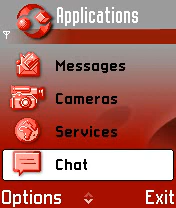 Applications
Messages
Cameras
Services
Chat
Options Exit